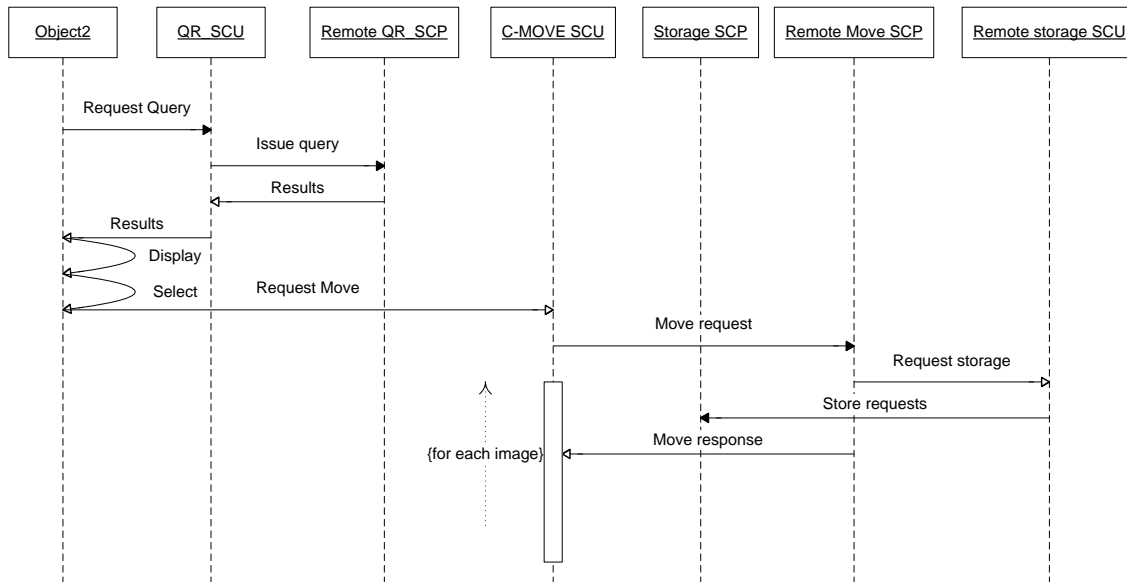 Object2
QR_SCU
Remote QR_SCP
C-MOVE SCU
Storage SCP
Remote Move SCP
Remote storage SCU
Request Query
Issue query
Results
Results
Display
Select
Request Move
Move request
Request storage
Store requests
Move response
{for each image}